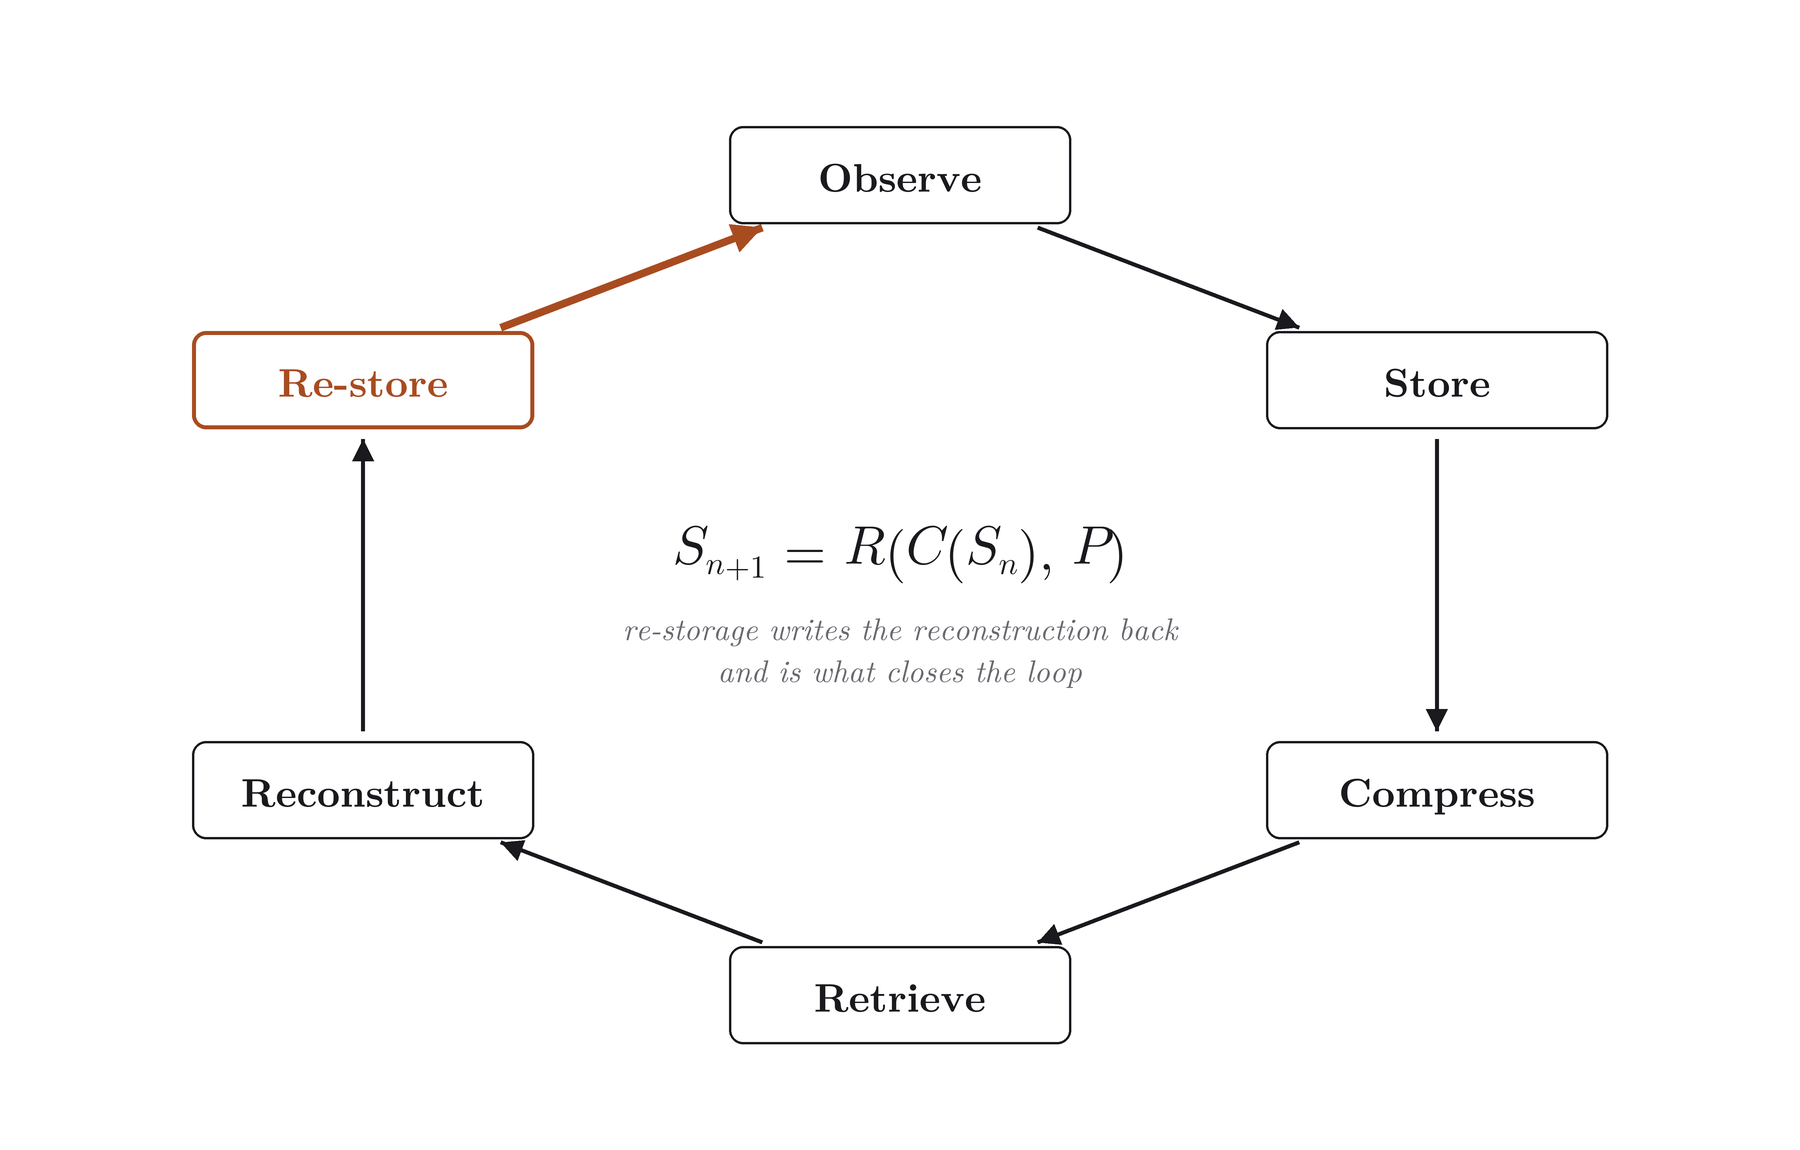 Observe
Re-store
Store
S_{n+1} = R(C(S_n), P)
re-storage writes the reconstruction back
and is what closes the loop
Reconstruct
Compress
Retrieve